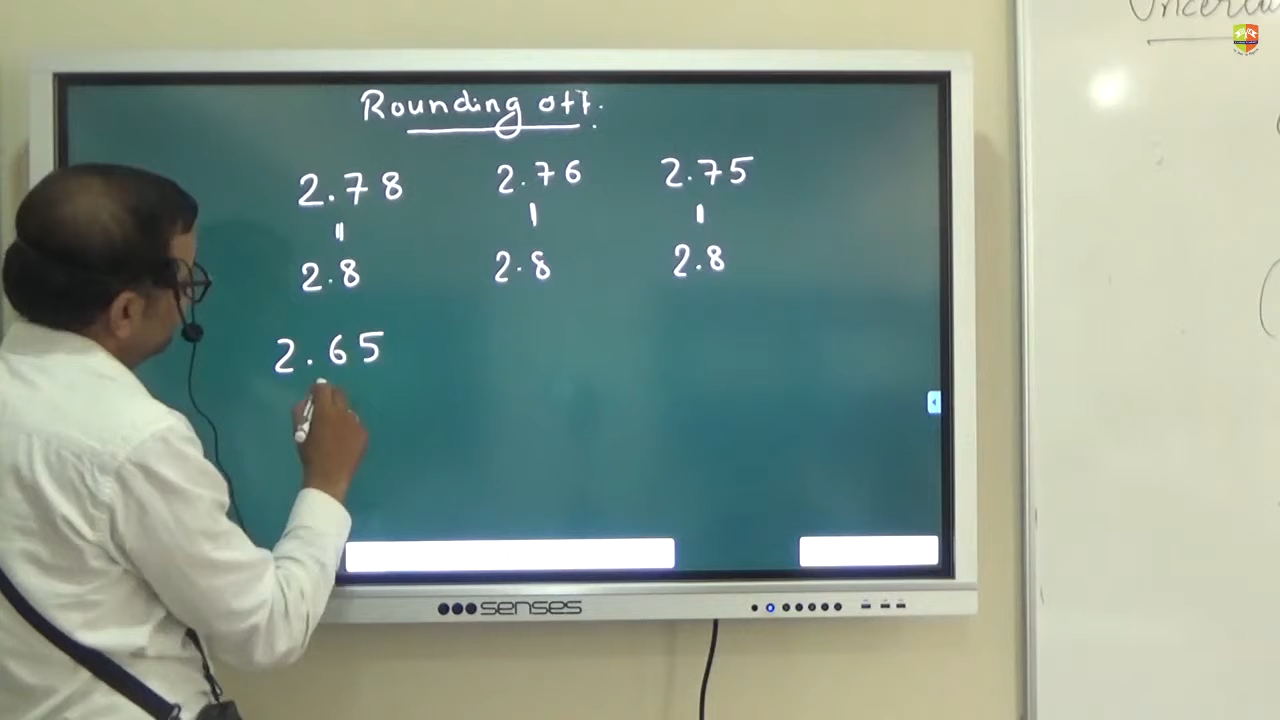 Rounding off.
2.78 2.76 2.75
2.8 2.8 2.8
2.65
senses